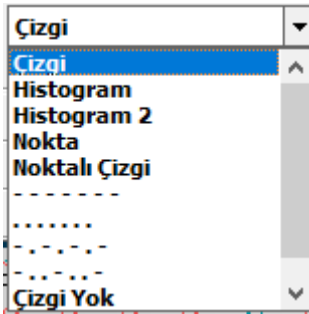 Çizgi
Çizgi
Histogram
Histogram 2
Nokta
Noktalı Çizgi
- - - - - - -
. . . . . . .
- . - . - . -
- . . - . . -
Çizgi Yok